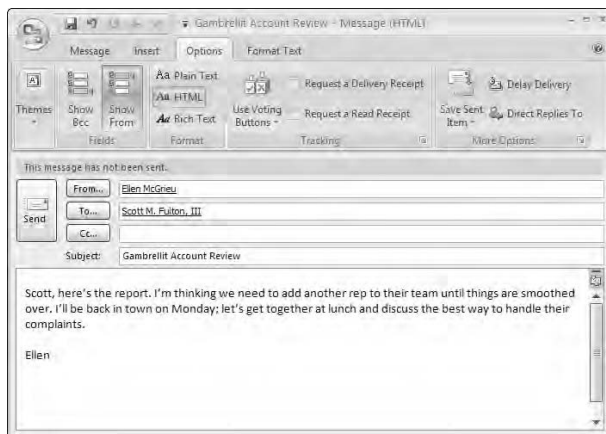 Gambrellit Account Review - Message (HTML)
Message Insert Options Format Text
Themes
Show Bcc
Show From
Fields
Aa Plain Text
Aa HTML
Aa Rich Text
Format
Use Voting Buttons
Request a Delivery Receipt
Request a Read Receipt
Tracking
Save Sent Item
Delay Delivery
Direct Replies To
More Options
This message has not been sent.
Send
From... Ellen McGrieu
To... Scott M. Fulton, III
Cc...
Subject: Gambrellit Account Review
Scott, here's the report. I'm thinking we need to add another rep to their team until things are smoothed
over. I'll be back in town on Monday; let's get together at lunch and discuss the best way to handle their
complaints.
Ellen